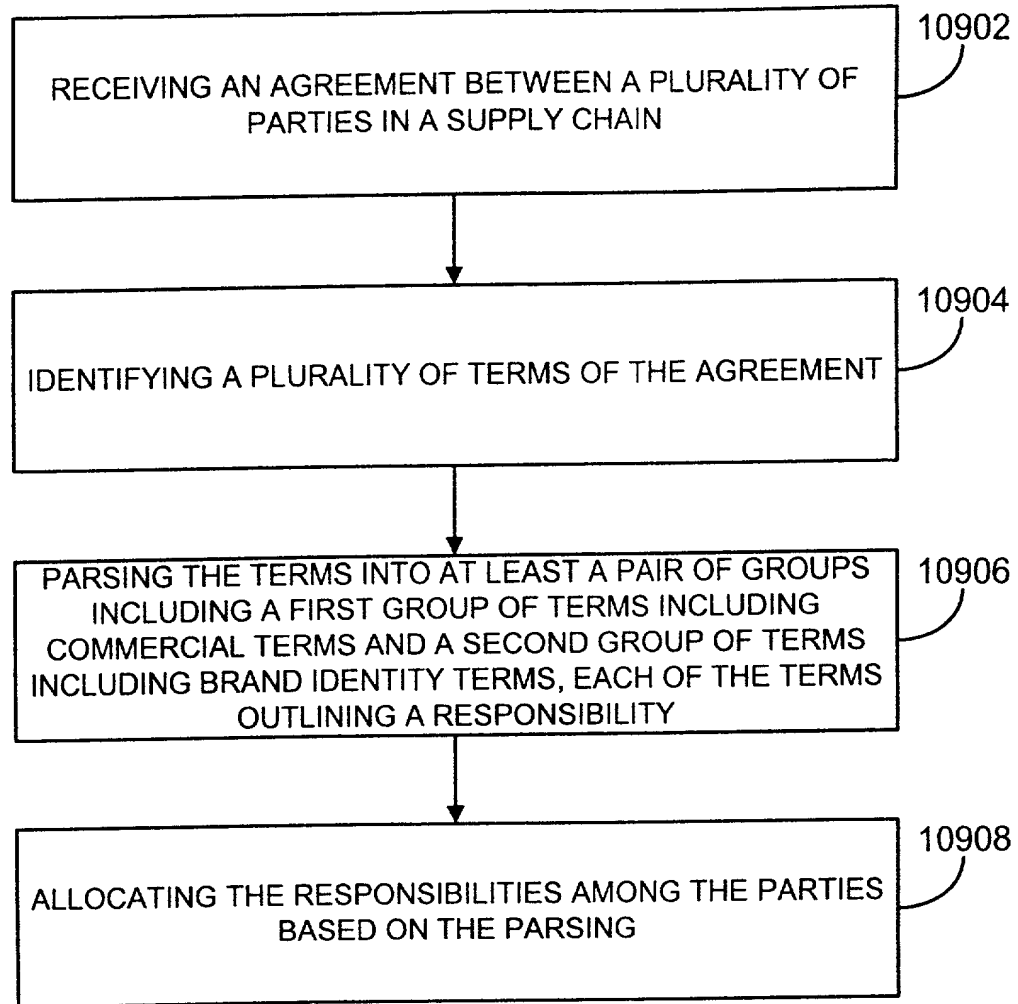 10902
RECEIVING AN AGREEMENT BETWEEN A PLURALITY OF
PARTIES IN A SUPPLY CHAIN
10904
IDENTIFYING A PLURALITY OF TERMS OF THE AGREEMENT
10906
PARSING THE TERMS INTO AT LEAST A PAIR OF GROUPS
INCLUDING A FIRST GROUP OF TERMS INCLUDING
COMMERCIAL TERMS AND A SECOND GROUP OF TERMS
INCLUDING BRAND IDENTITY TERMS, EACH OF THE TERMS
OUTLINING A RESPONSIBILITY
10908
ALLOCATING THE RESPONSIBILITIES AMONG THE PARTIES
BASED ON THE PARSING